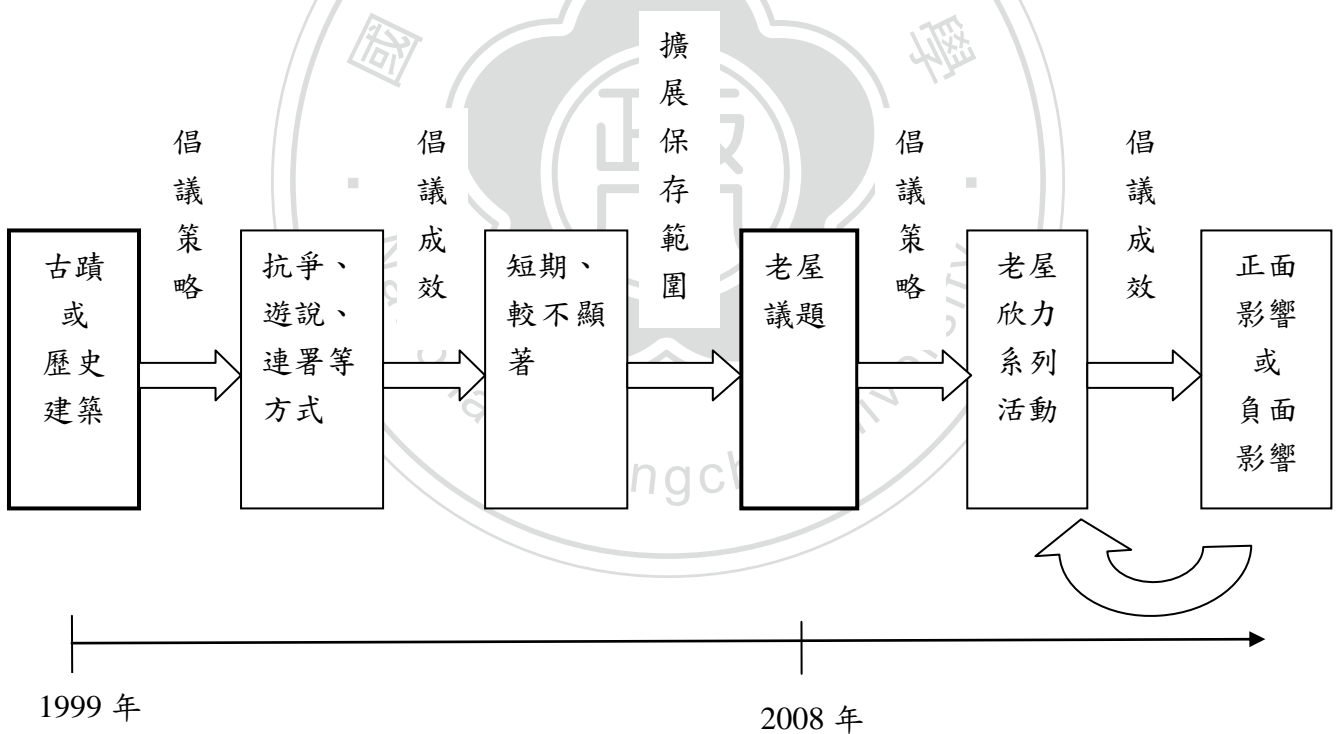 倡議策略
倡議成效
擴展保存範圍
倡議策略
倡議成效
古蹟
或
歷史
建築
抗爭、
遊說、
連署等
方式
短期、
較不顯
著
老屋
議題
老屋
欣力
系列
活動
正面
影響
或
負面
影響
1999 年
2008 年
國
學
政